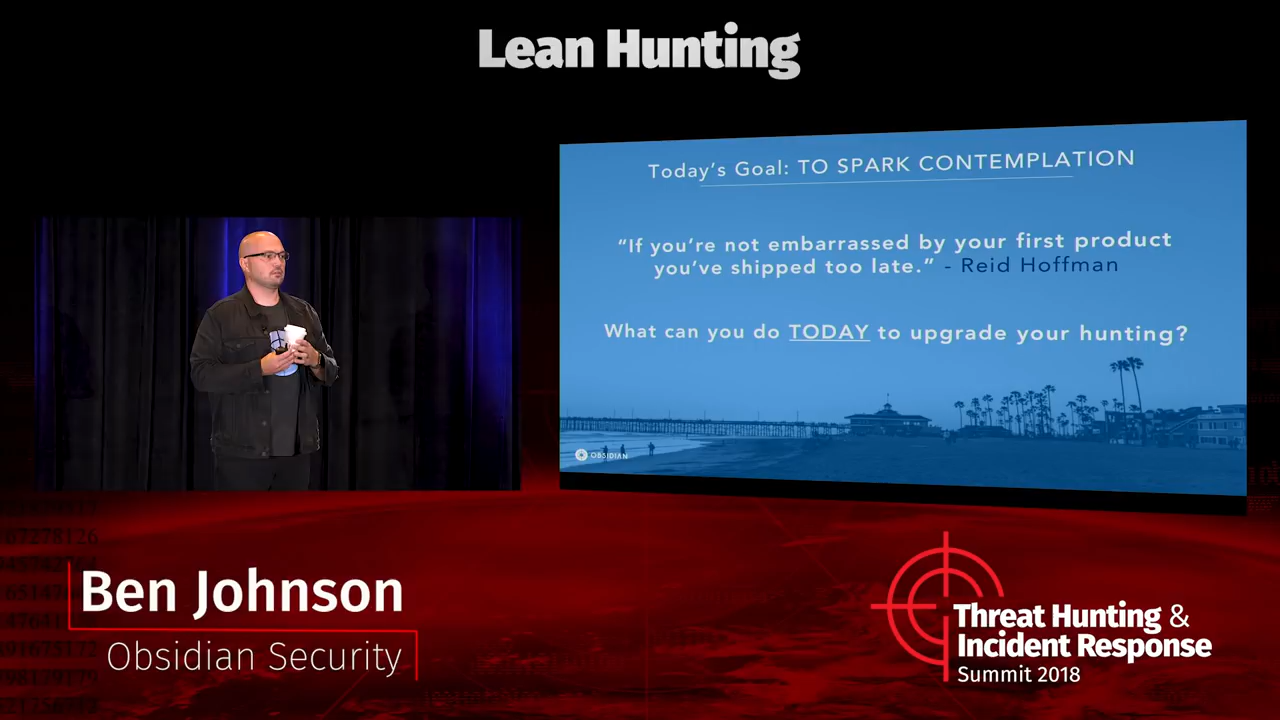 Lean Hunting
Today's Goal: TO SPARK CONTEMPLATION
“If you're not embarrassed by your first product
you've shipped too late.” - Reid Hoffman
What can you do TODAY to upgrade your hunting?
OBSIDIAN
Ben Johnson
Obsidian Security
Threat Hunting &
Incident Response
Summit 2018
67278126